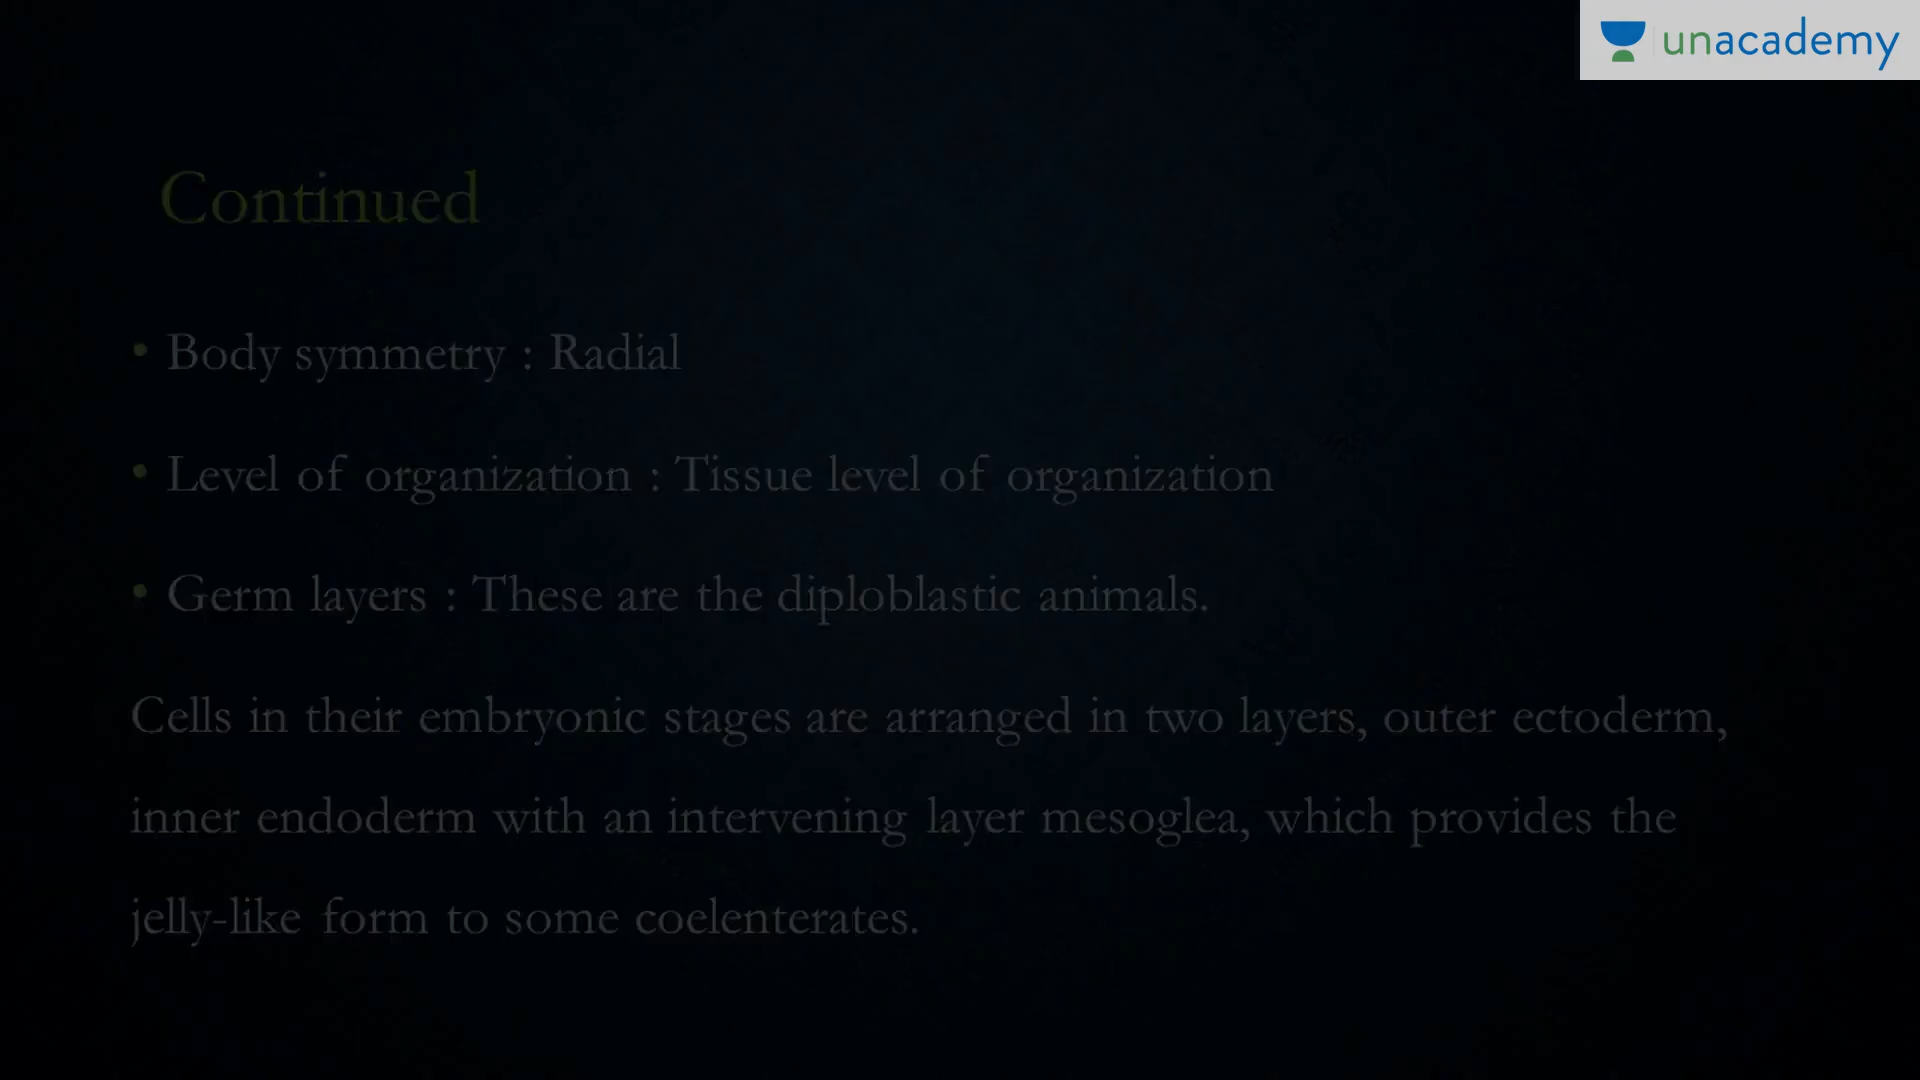 unacademy
Continued
• Body symmetry : Radial
• Level of organization : Tissue level of organization
• Germ layers : These are the diploblastic animals.
Cells in their embryonic stages are arranged in two layers, outer ectoderm,
inner endoderm with an intervening layer mesoglea, which provides the
jelly-like form to some coelenterates.